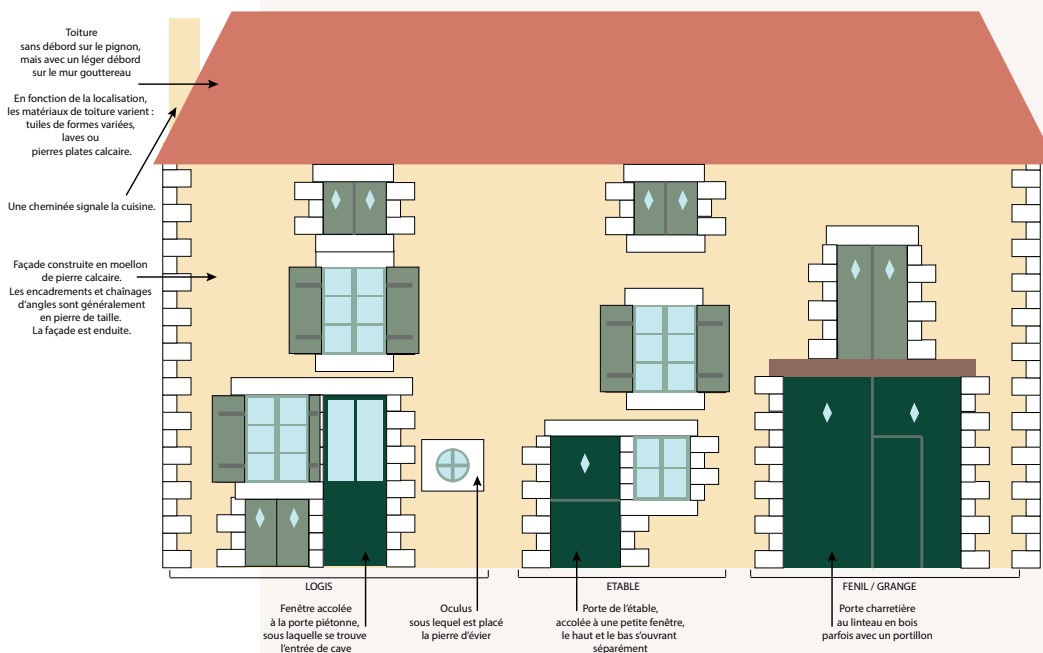 Toiture
sans débord sur le pignon,
mais avec un léger débord
sur le mur gouttereau
En fonction de la localisation,
les matériaux de toiture varient :
tuiles de formes variées,
laves ou
pierres plates calcaire.
Une cheminée signale la cuisine.
Façade construite en moellon
de pierre calcaire.
Les encadrements et chaînages
d'angles sont généralement
en pierre de taille.
La façade est enduite.
LOGIS
ETABLE
FENIL / GRANGE
Fenêtre accolée
à la porte piétonne,
sous laquelle se trouve
l'entrée de cave
Oculus
sous lequel est placé
la pierre d'évier
Porte de l'étable,
accolée à une petite fenêtre,
le haut et le bas s'ouvrant
séparément
Porte charretière
au linteau en bois
parfois avec un portillon